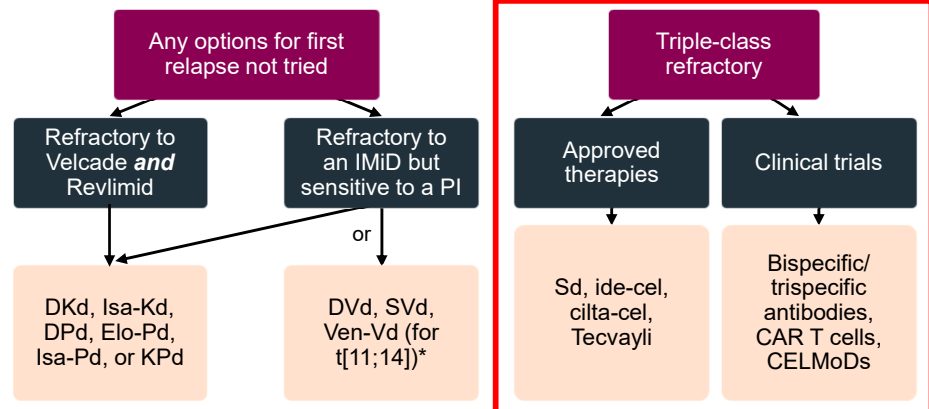 Any options for first
relapse not tried
Triple-class
refractory
Refractory to
Velcade and
Revlimid
Refractory to
an IMiD but
sensitive to a PI
Approved
therapies
Clinical trials
or
DKd, Isa-Kd,
DPd, Elo-Pd,
Isa-Pd, or KPd
DVd, SVd,
Ven-Vd (for
t[11;14])*
Sd, ide-cel,
cilta-cel,
Tecvayli
Bispecific/
trispecific
antibodies,
CAR T cells,
CELMoDs